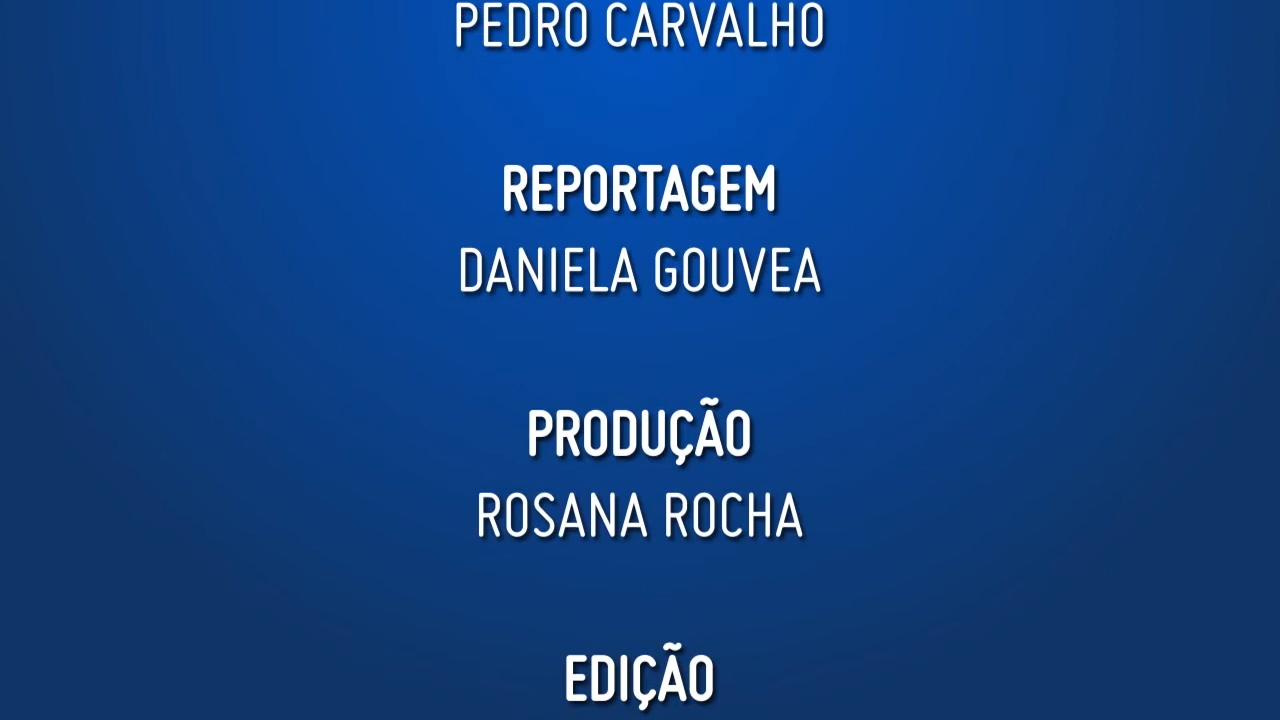 PEDRO CARVALHO
REPORTAGEM
DANIELA GOUVEA
PRODUÇÃO
ROSANA ROCHA
EDIÇÃO